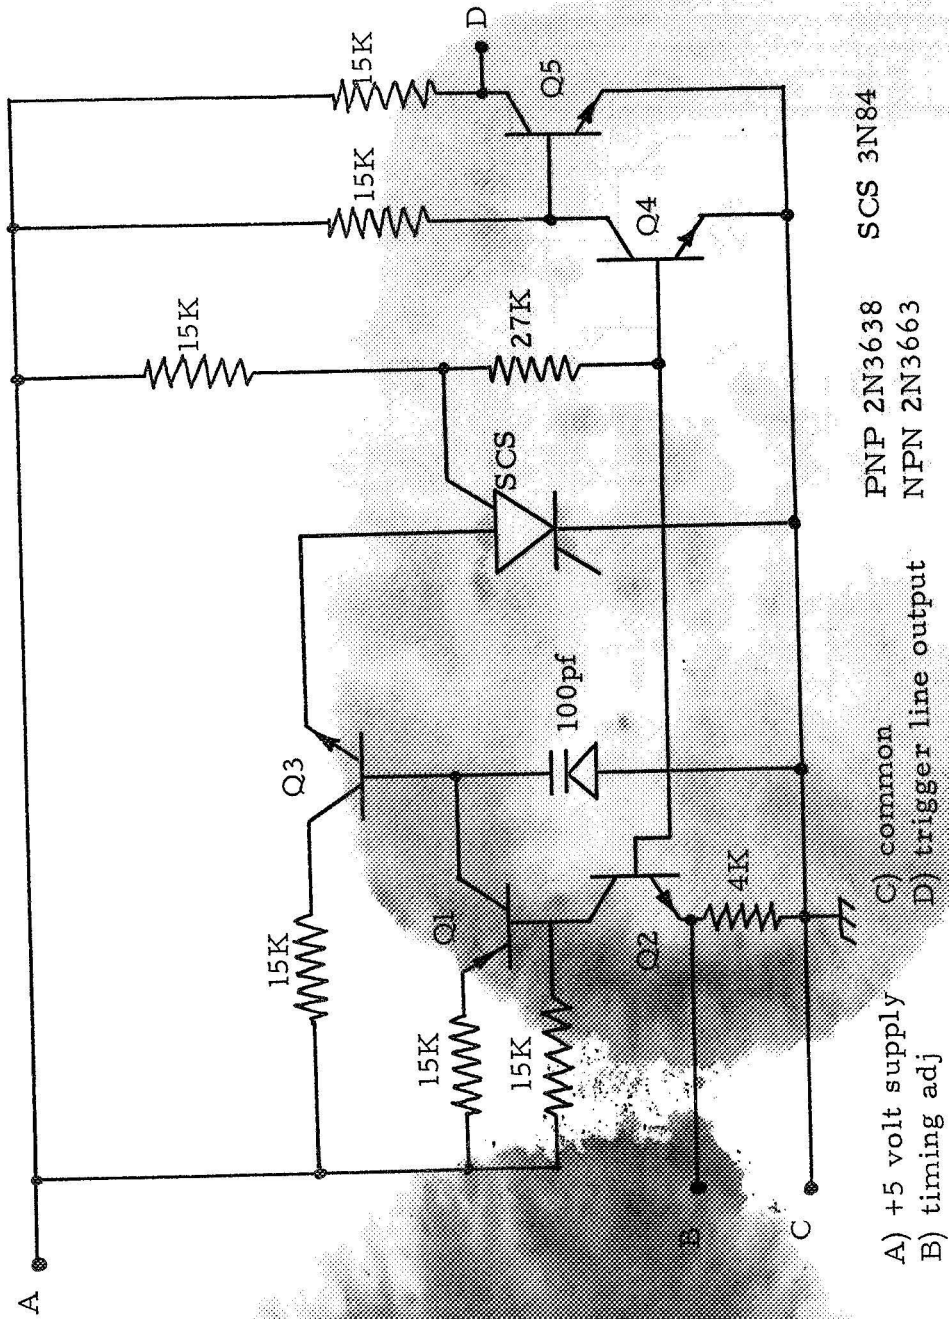 A
15K
15K
15K
D
Q5
Q4
15K
Q3
SCS
27K
15K
Q1
15K
100pf
Q2
4K
B
C
A) +5 volt supply
B) timing adj
C) common
D) trigger line output
PNP 2N3638
NPN 2N3663
SCS 3N84